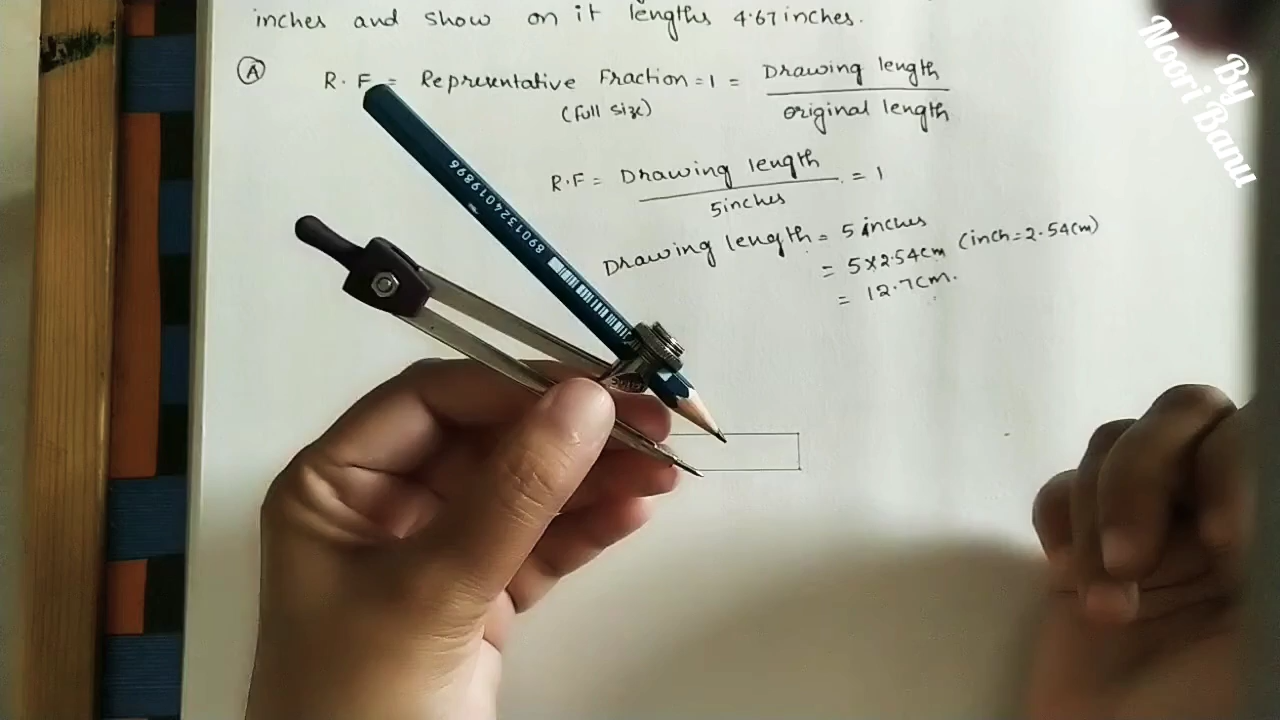 inches and show on it lengths 4.67 inches.
A R.F = Representative Fraction = 1 = Drawing length / original length
(full size)
R.F = Drawing length / 5inches = 1
Drawing length = 5 inches
= 5×2.54cm (inch=2.54cm)
= 12.7cm.
8901324019896
By
Noori Banu